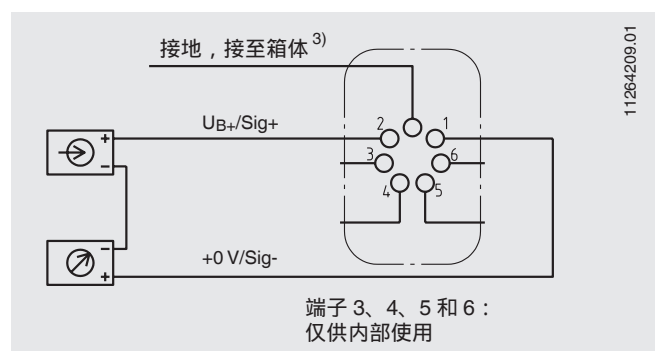 接地，接至箱体 3)
11264209.01
UB+/Sig+
2
1
3
6
4
5
+
−
−
+
+0 V/Sig-
端子 3、4、5 和 6：
仅供内部使用